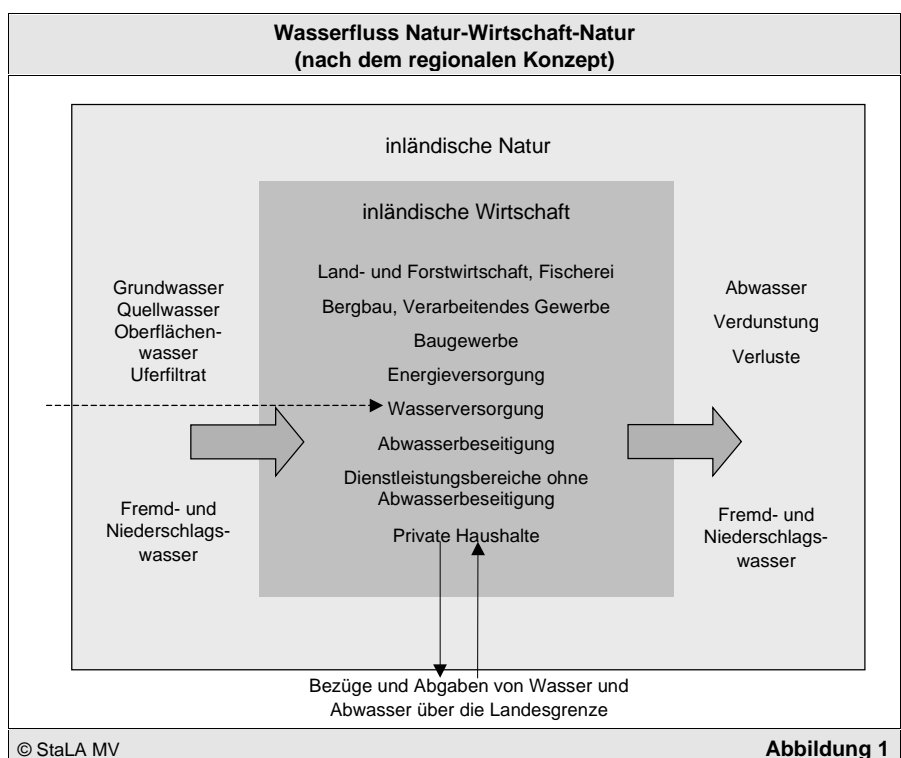 Wasserfluss Natur-Wirtschaft-Natur
(nach dem regionalen Konzept)
inländische Natur
inländische Wirtschaft
Grundwasser
Quellwasser
Oberflächen-
wasser
Uferfiltrat
Fremd- und
Niederschlags-
wasser
Land- und Forstwirtschaft, Fischerei
Bergbau, Verarbeitendes Gewerbe
Baugewerbe
Energieversorgung
Wasserversorgung
Abwasserbeseitigung
Dienstleistungsbereiche ohne
Abwasserbeseitigung
Private Haushalte
Abwasser
Verdunstung
Verluste
Fremd- und
Niederschlags-
wasser
Bezüge und Abgaben von Wasser und
Abwasser über die Landesgrenze
© StaLA MV
Abbildung 1